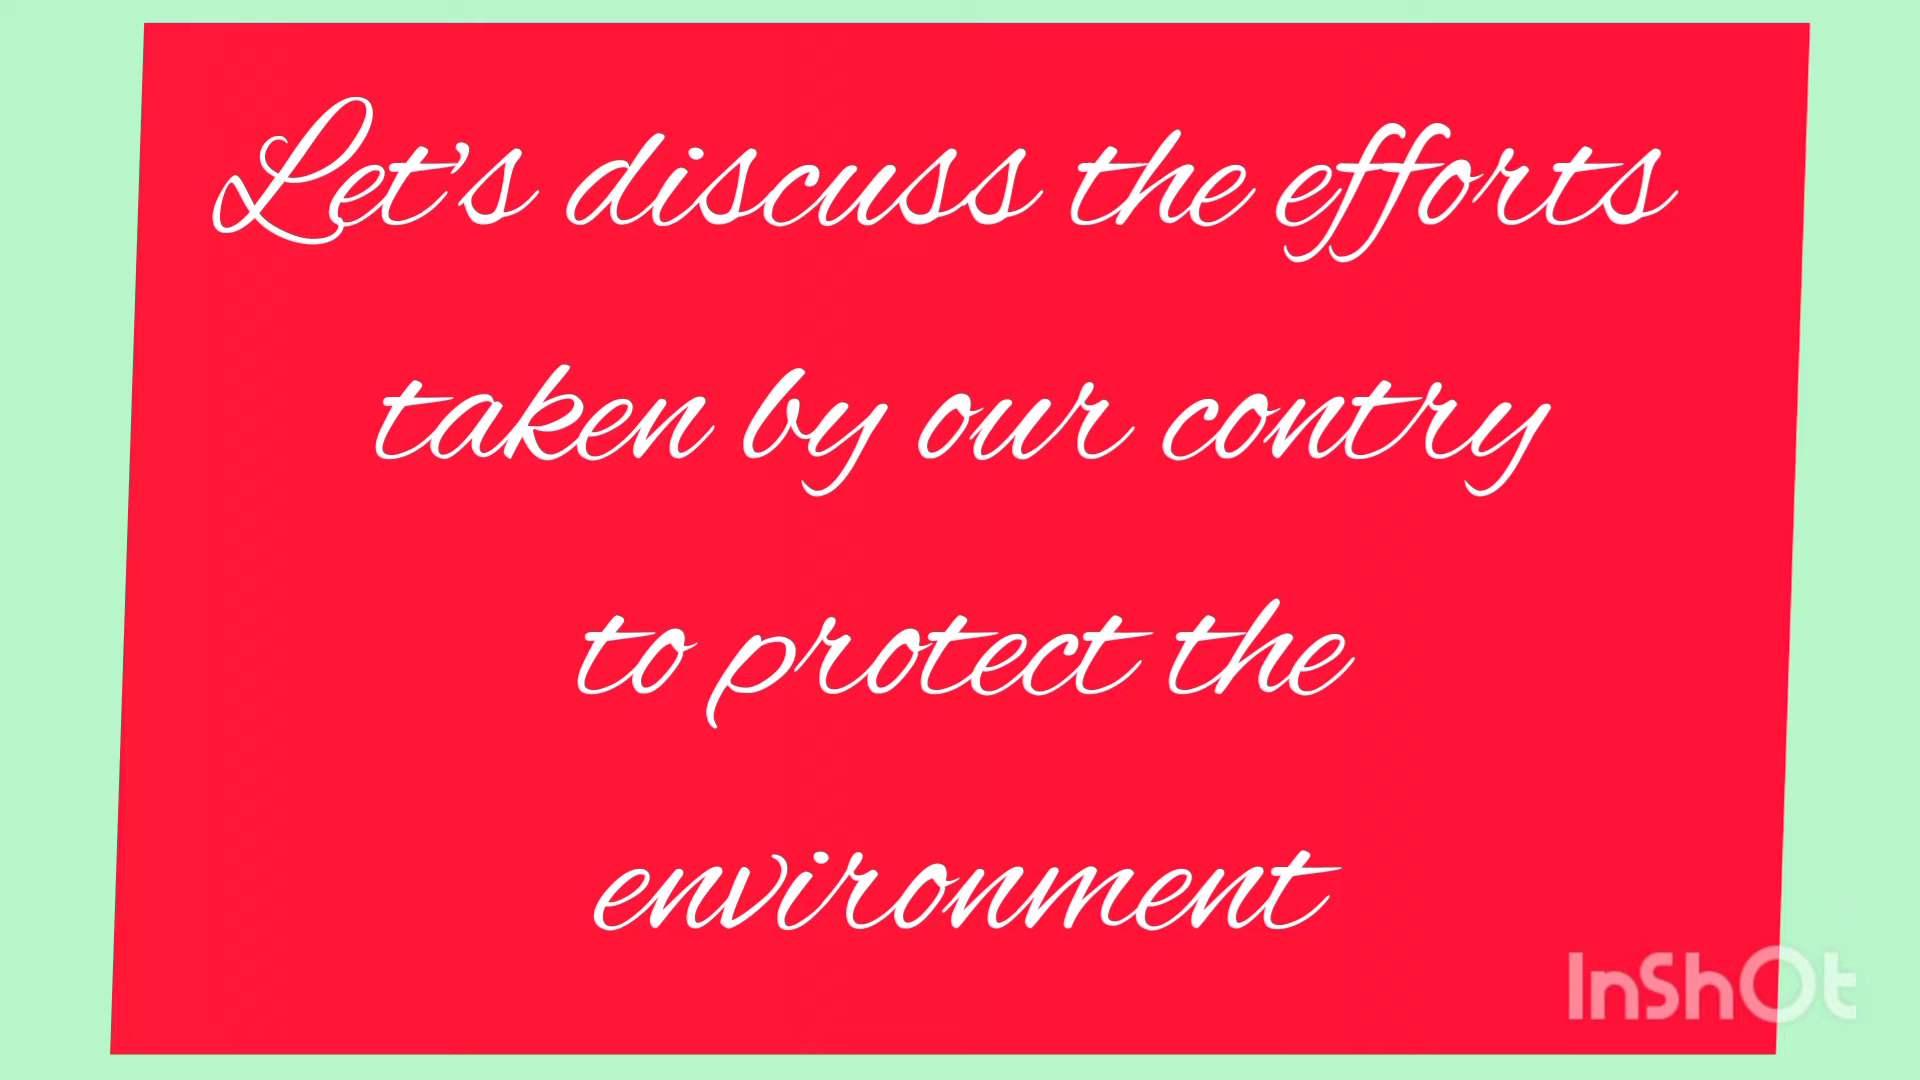 Let's discuss the efforts
taken by our contry
to protect the
environment
InShOt